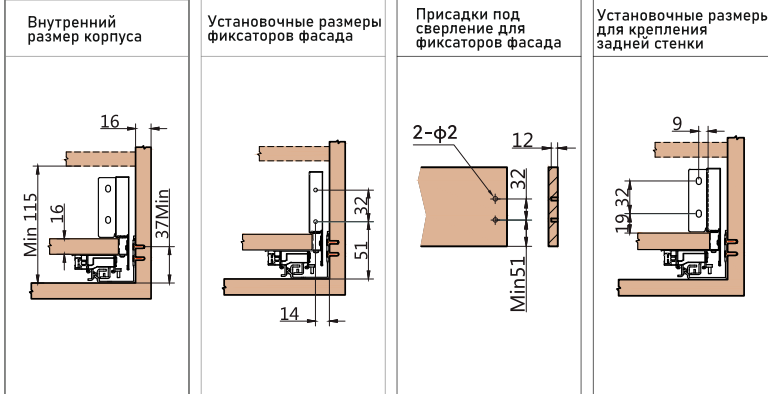 Внутренний
размер корпуса
Установочные размеры
фиксаторов фасада
Присадки под
сверление для
фиксаторов фасада
Установочные размеры
для крепления
задней стенки
16
Min 115
16
37Min
32
51
14
2-ф2
12
32
Min51
9
32
19